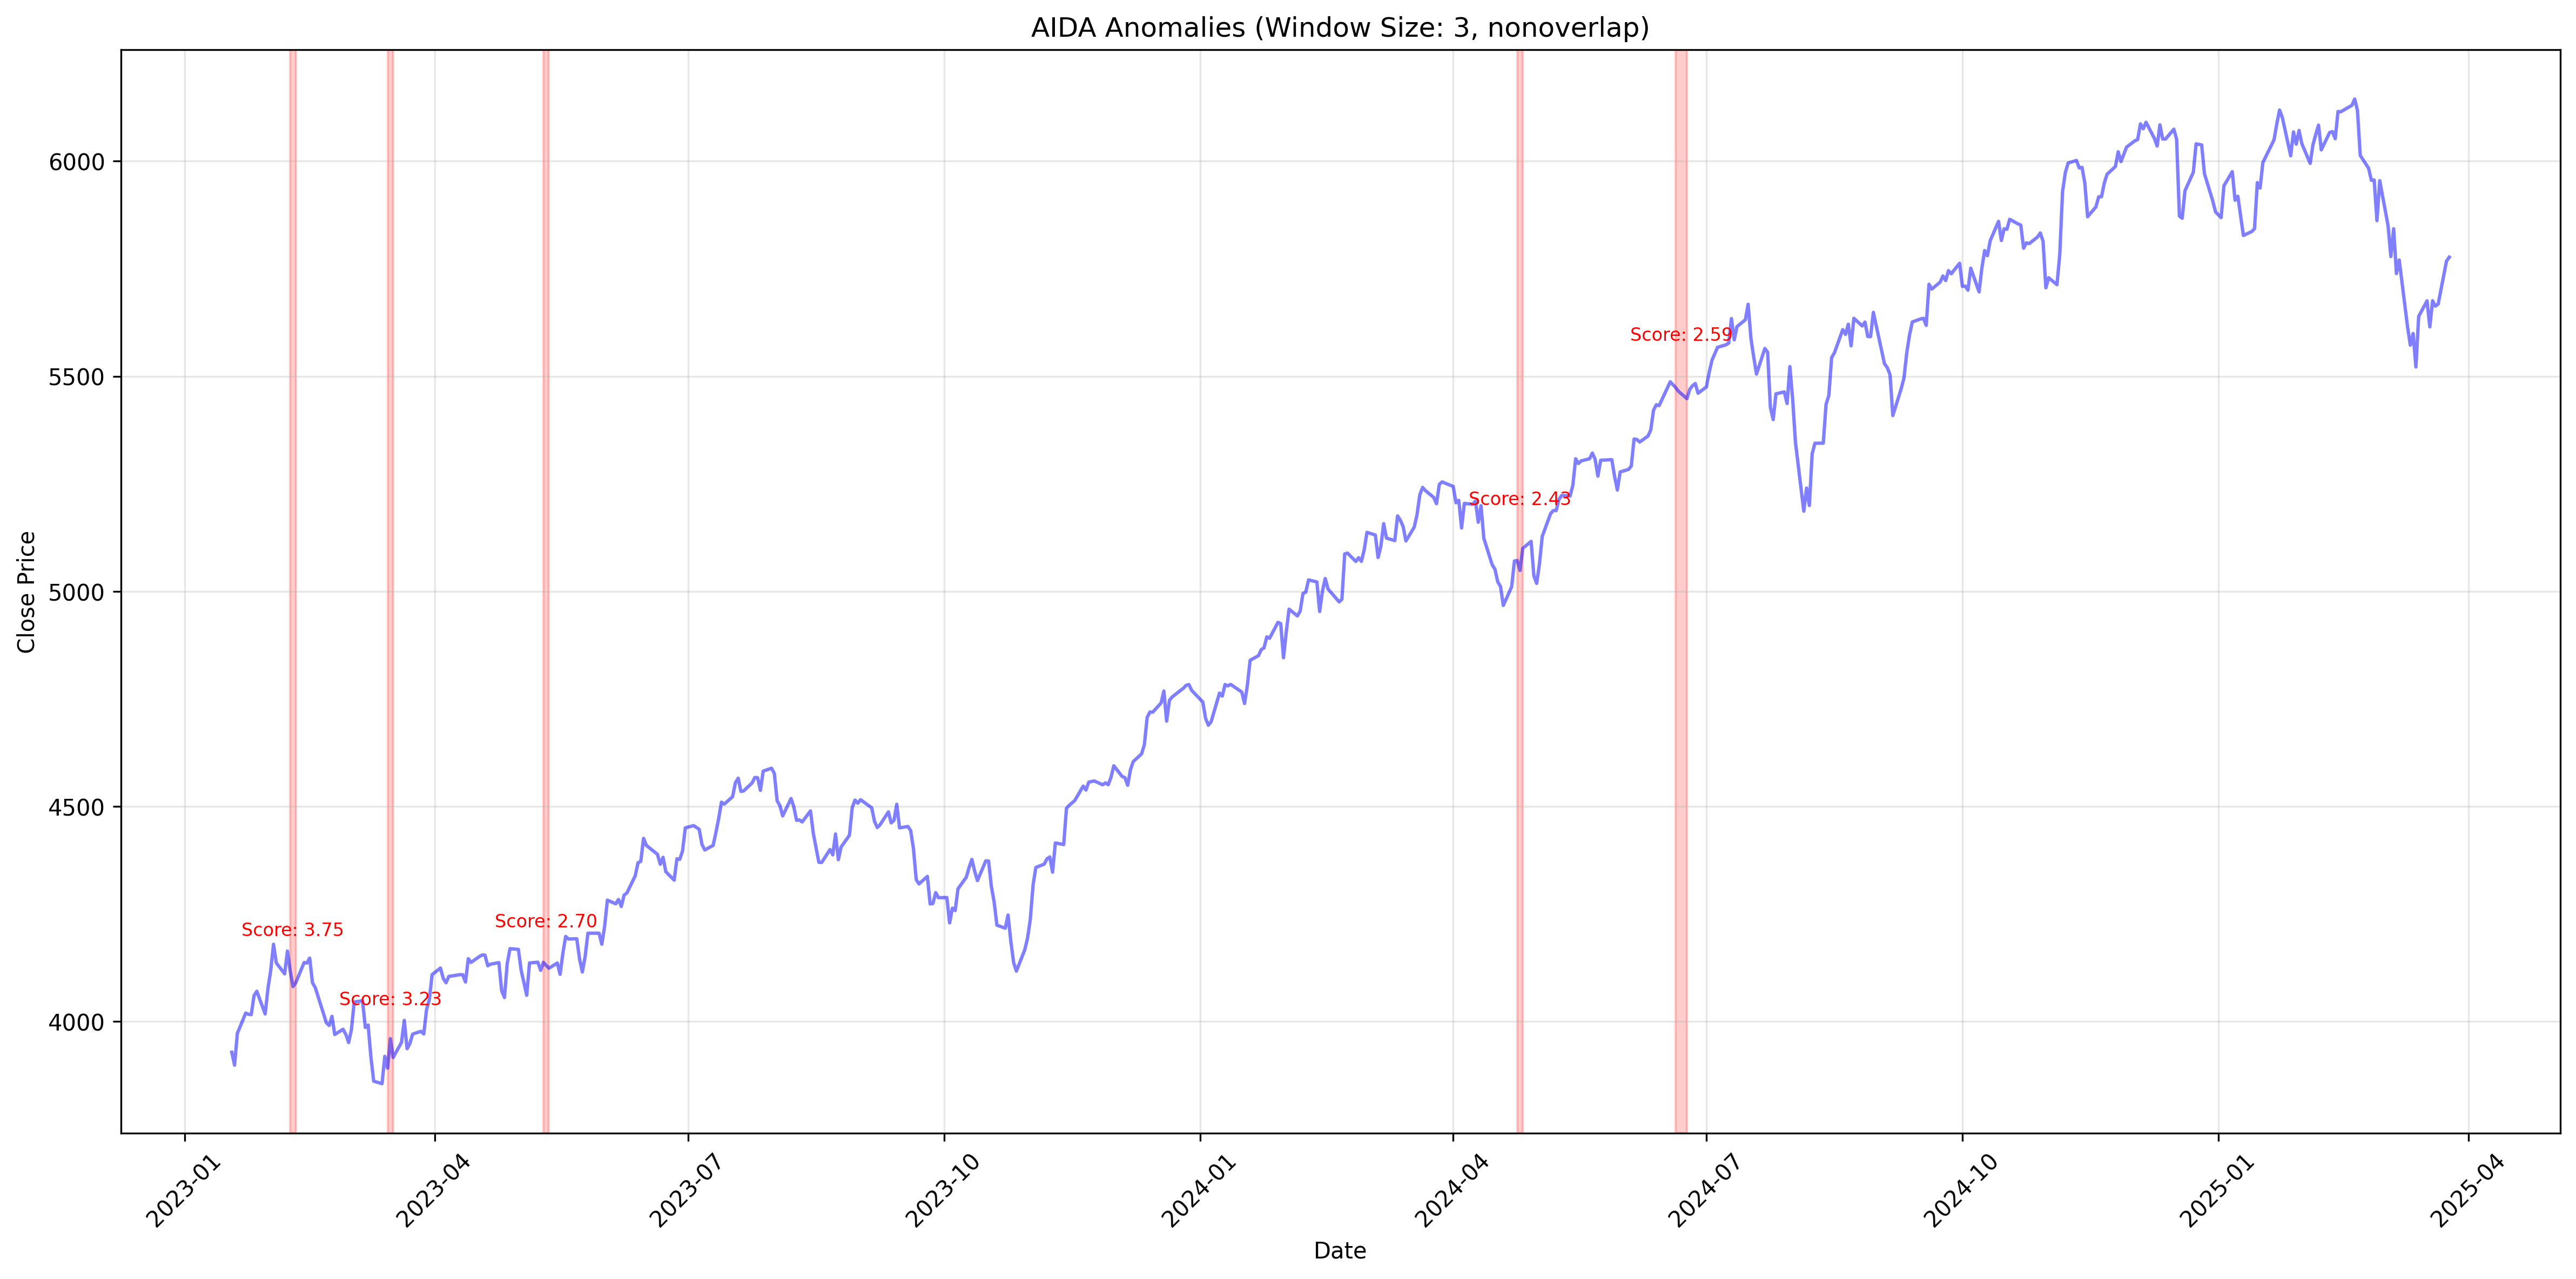 AIDA Anomalies (Window Size: 3, nonoverlap)
Close Price
6000
5500
5000
4500
4000
Score: 3.75
Score: 3.23
Score: 2.70
Score: 2.43
Score: 2.59
2023-01
2023-04
2023-07
2023-10
2024-01
2024-04
2024-07
2024-10
2025-01
2025-04
Date